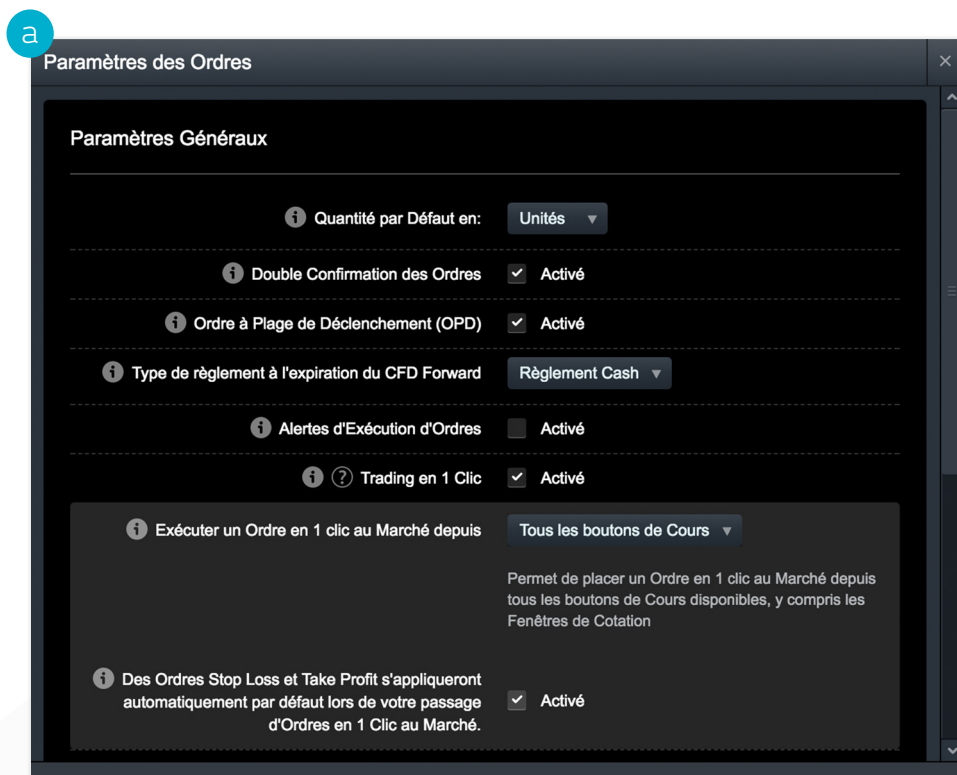 a
Paramètres des Ordres
Paramètres Généraux
Quantité par Défaut en: Unités
Double Confirmation des Ordres Activé
Ordre à Plage de Déclenchement (OPD) Activé
Type de règlement à l'expiration du CFD Forward Règlement Cash
Alertes d'Exécution d'Ordres Activé
? Trading en 1 Clic Activé
Exécuter un Ordre en 1 clic au Marché depuis Tous les boutons de Cours
Permet de placer un Ordre en 1 clic au Marché depuis
tous les boutons de Cours disponibles, y compris les
Fenêtres de Cotation
Des Ordres Stop Loss et Take Profit s'appliqueront
automatiquement par défaut lors de votre passage
d'Ordres en 1 Clic au Marché.
Activé